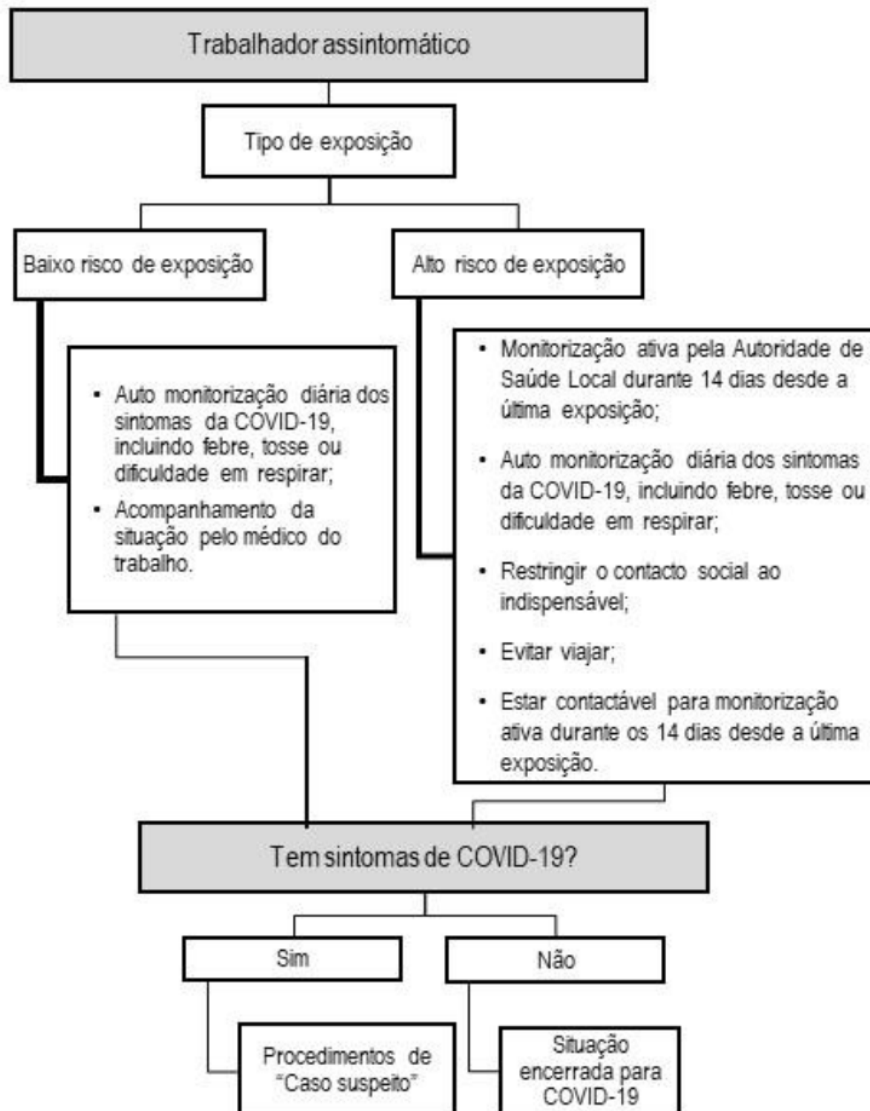 Trabalhador assintomático
Tipo de exposição
Baixo risco de exposição
Alto risco de exposição
• Auto monitorização diária dos
sintomas da COVID-19,
incluindo febre, tosse ou
dificuldade em respirar;
• Acompanhamento da
situação pelo médico do
trabalho.
• Monitorização ativa pela Autoridade de
Saúde Local durante 14 dias desde a
última exposição;
• Auto monitorização diária dos sintomas
da COVID-19, incluindo febre, tosse ou
dificuldade em respirar;
• Restringir o contacto social ao
indispensável;
• Evitar viajar;
• Estar contactável para monitorização
ativa durante os 14 dias desde a última
exposição.
Tem sintomas de COVID-19?
Sim
Não
Procedimentos de
“Caso suspeito”
Situação
encerrada para
COVID-19